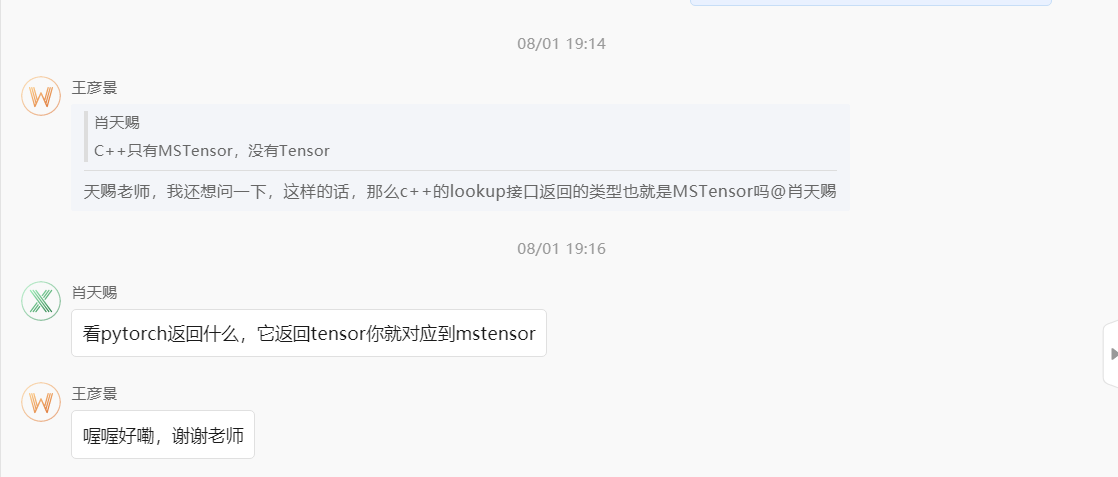 08/01 19:14
王彦景
肖天赐
C++只有MSTensor，没有Tensor
天赐老师，我还想问一下，这样的话，那么c++的lookup接口返回的类型也就是MSTensor吗@肖天赐
08/01 19:16
肖天赐
看pytorch返回什么，它返回tensor你就对应到mstensor
王彦景
喔喔好嘞，谢谢老师